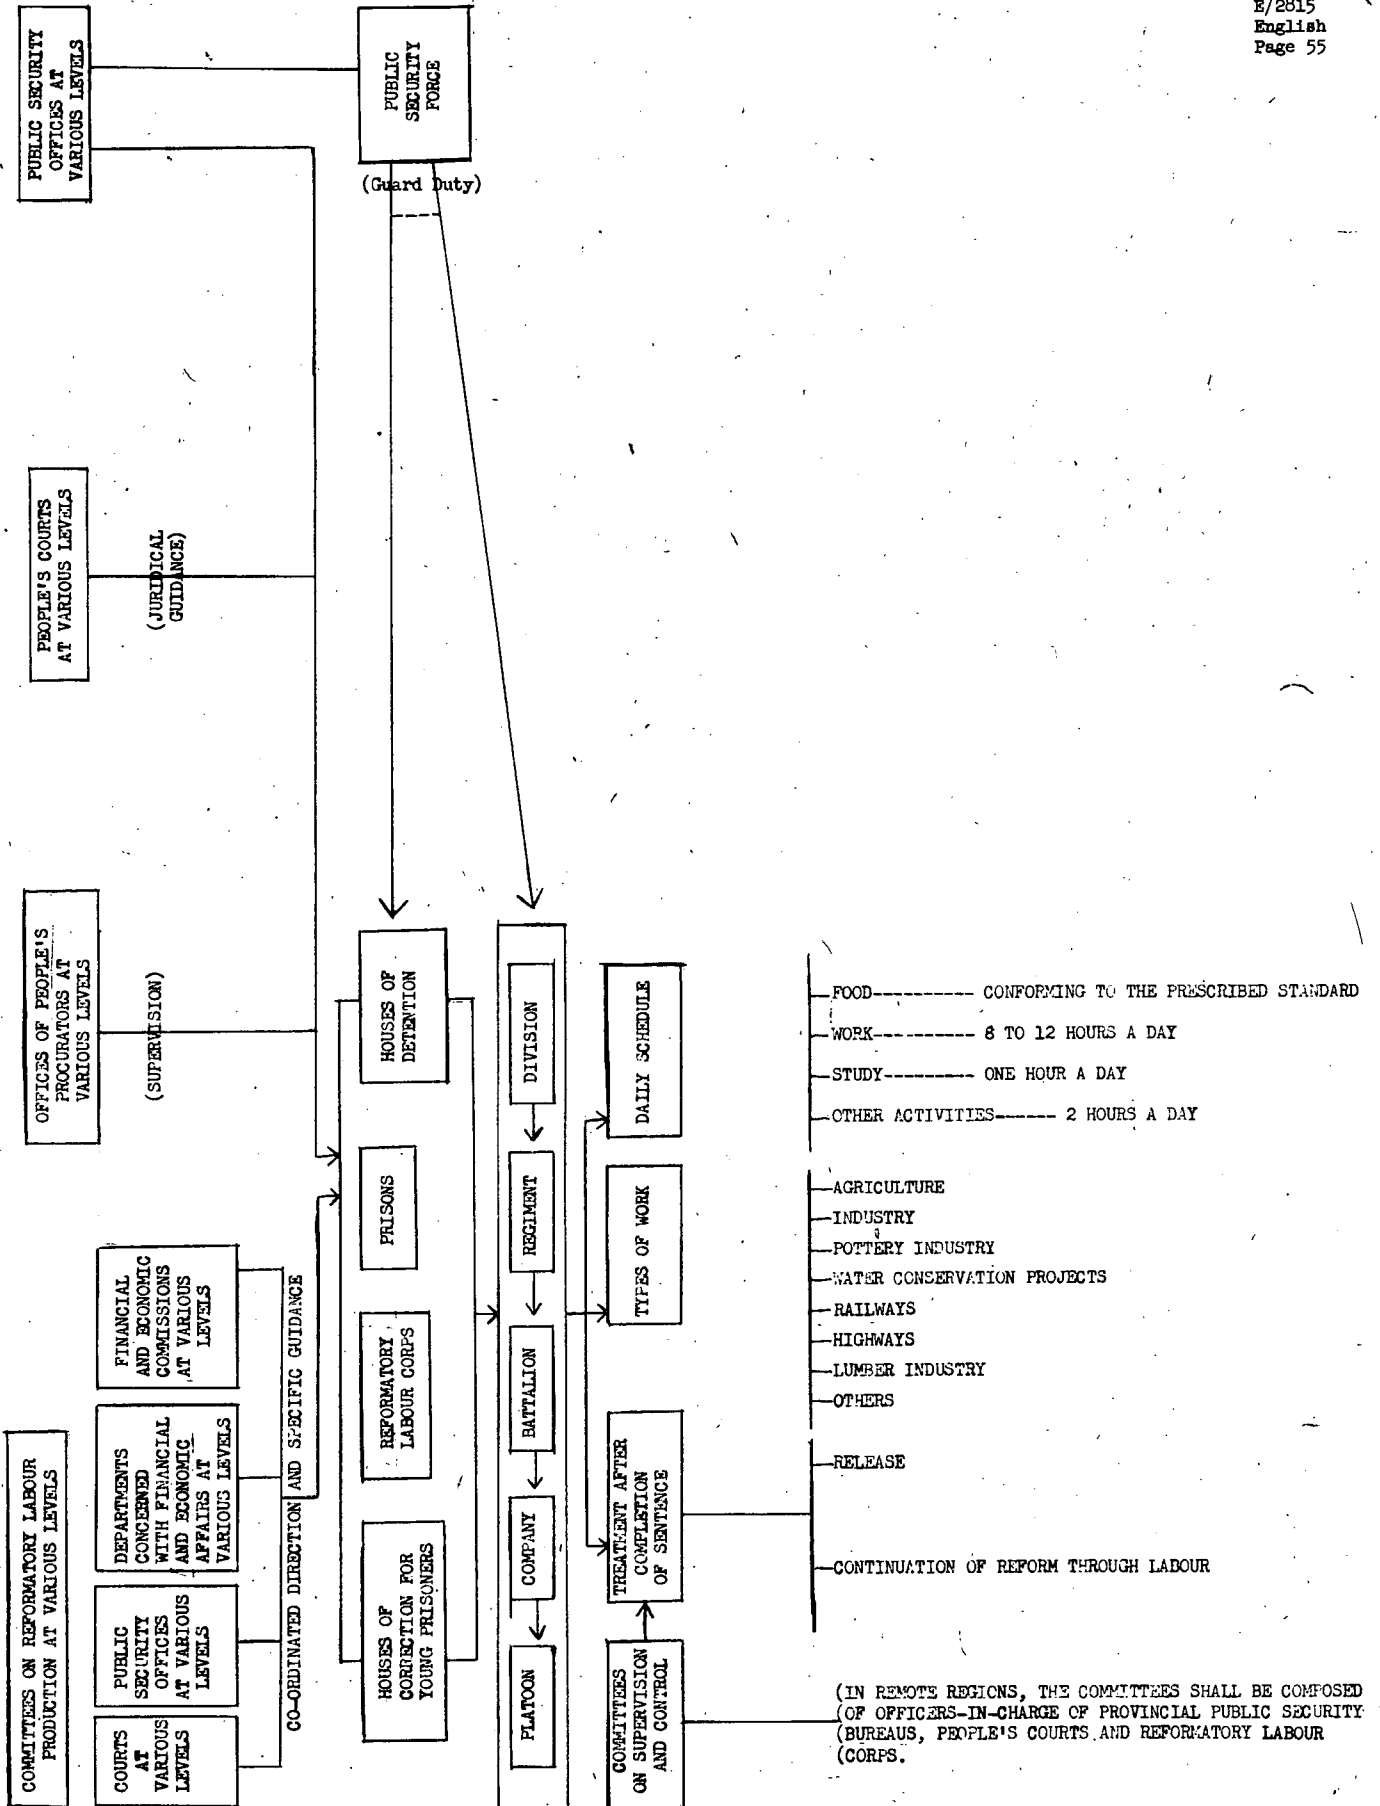 E/2815
English
Page 55
PUBLIC SECURITY
OFFICES AT
VARIOUS LEVELS
PUBLIC
SECURITY
FORCE
(Guard Duty)
PEOPLE'S COURTS
AT VARIOUS LEVELS
(JURIDICAL
GUIDANCE)
OFFICES OF PEOPLE'S
PROCURATORS AT
VARIOUS LEVELS
(SUPERVISION)
COMMITTEES ON REFORMATORY LABOUR
PRODUCTION AT VARIOUS LEVELS
FINANCIAL
AND ECONOMIC
COMMISSIONS
AT VARIOUS
LEVELS
DEPARTMENTS
CONCERNED
WITH FINANCIAL
AND ECONOMIC
AFFAIRS AT
VARIOUS LEVELS
PUBLIC
SECURITY
OFFICES
AT VARIOUS
LEVELS
COURTS
AT
VARIOUS
LEVELS
CO-ORDINATED DIRECTION AND SPECIFIC GUIDANCE
HOUSES OF
DETENTION
PRISONS
REFORMATORY
LABOUR CORPS
HOUSES OF
CORRECTION FOR
YOUNG PRISONERS
DIVISION
REGIMENT
BATTALION
COMPANY
PLATOON
DAILY SCHEDULE
TYPES OF WORK
TREATMENT AFTER
COMPLETION
OF SENTENCE
COMMITTEES
ON SUPERVISION
AND CONTROL
FOOD---------- CONFORMING TO THE PRESCRIBED STANDARD
WORK---------- 8 TO 12 HOURS A DAY
STUDY--------- ONE HOUR A DAY
OTHER ACTIVITIES------ 2 HOURS A DAY
AGRICULTURE
INDUSTRY
POTTERY INDUSTRY
WATER CONSERVATION PROJECTS
RAILWAYS
HIGHWAYS
LUMBER INDUSTRY
OTHERS
RELEASE
CONTINUATION OF REFORM THROUGH LABOUR
(IN REMOTE REGIONS, THE COMMITTEES SHALL BE COMPOSED
(OF OFFICERS-IN-CHARGE OF PROVINCIAL PUBLIC SECURITY
(BUREAUS, PEOPLE'S COURTS AND REFORMATORY LABOUR
(CORPS.